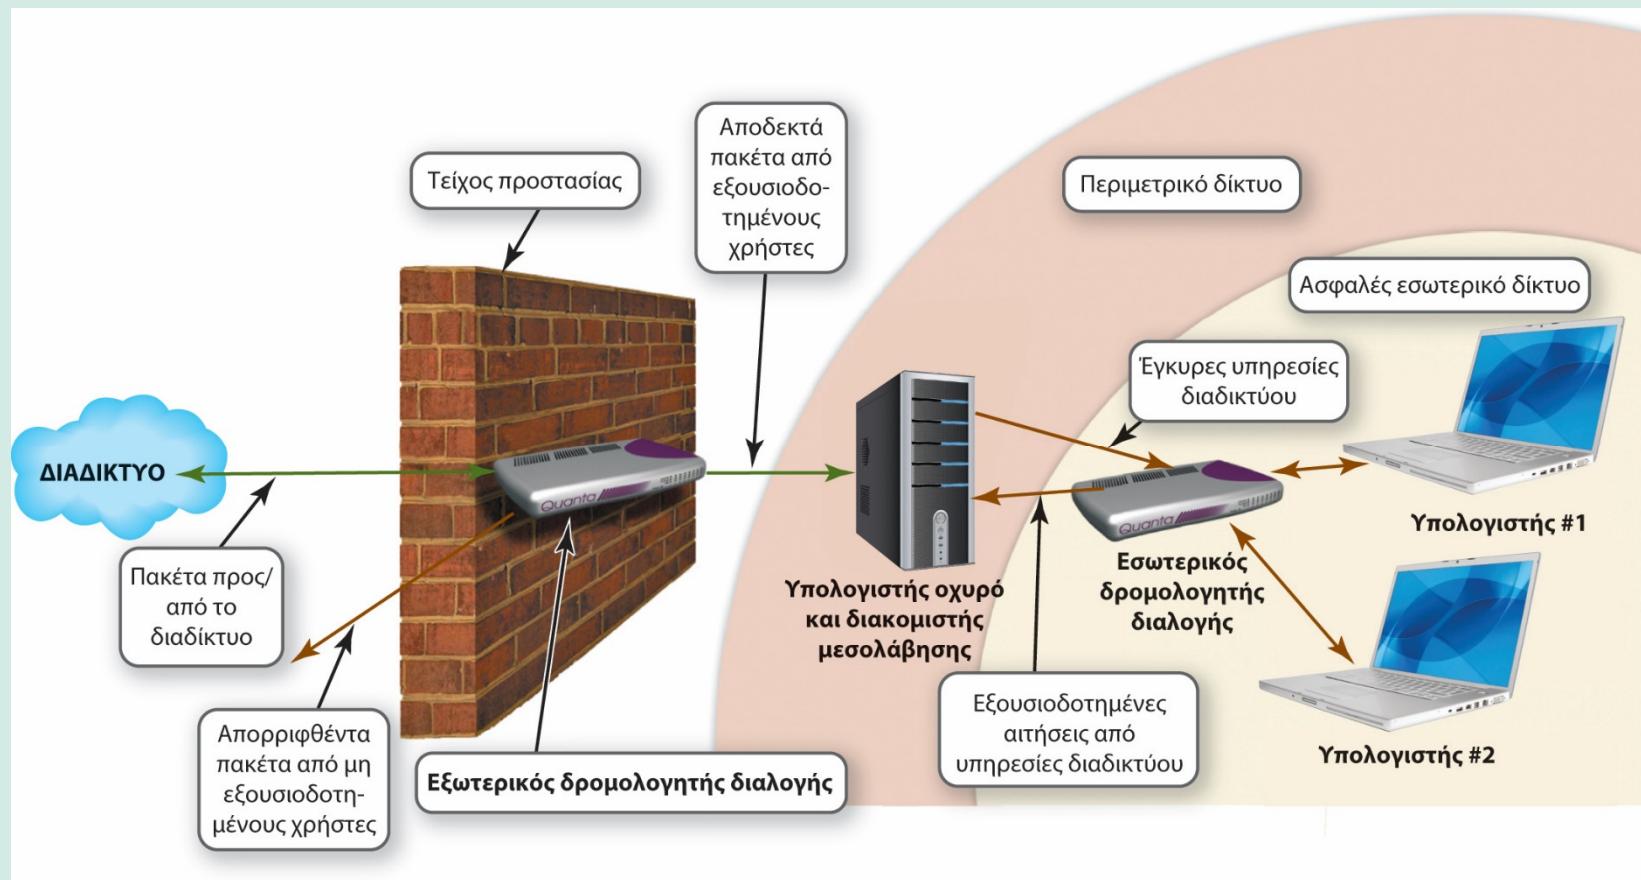 Τείχος προστασίας
Αποδεκτά
πακέτα από
εξουσιοδο-
τημένους
χρήστες
Περιμετρικό δίκτυο
Ασφαλές εσωτερικό δίκτυο
Έγκυρες υπηρεσίες
διαδικτύου
ΔΙΑΔΙΚΤΥΟ
Quanta
Quanta
Υπολογιστής #1
Πακέτα προς/
από το
διαδίκτυο
Υπολογιστής οχυρό
και διακομιστής
μεσολάβησης
Εσωτερικός
δρομολογητής
διαλογής
Απορριφθέντα
πακέτα από μη
εξουσιοδοτη-
μένους χρήστες
Εξωτερικός δρομολογητής διαλογής
Εξουσιοδοτημένες
αιτήσεις από
υπηρεσίες διαδικτύου
Υπολογιστής #2